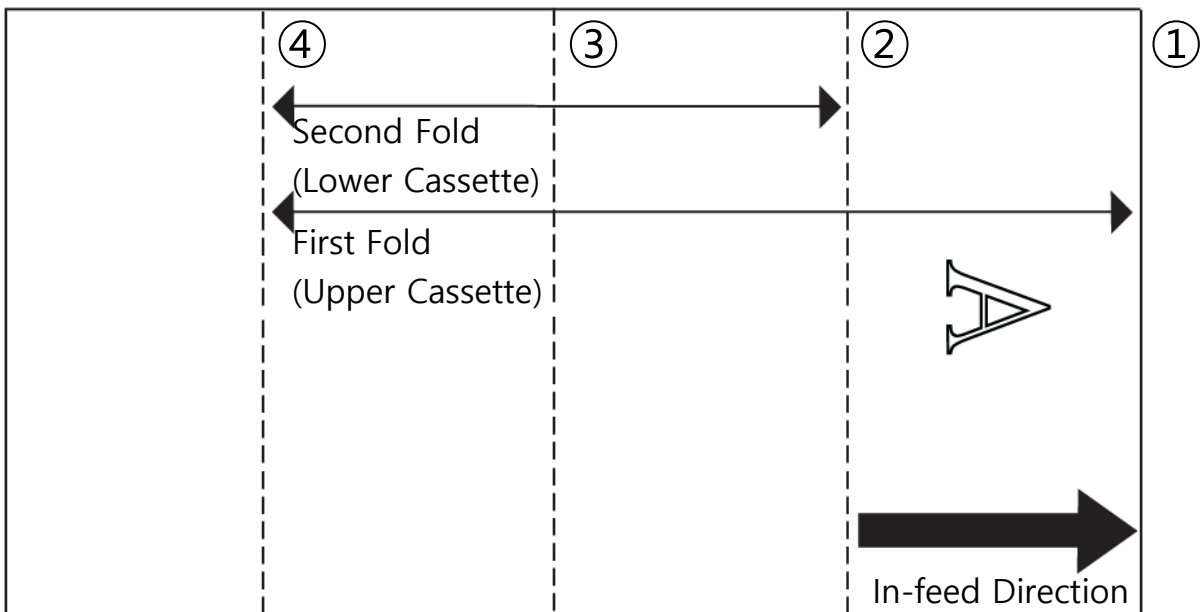 ④ ③ ② ①
Second Fold
(Lower Cassette)
First Fold
(Upper Cassette)
A
In-feed Direction